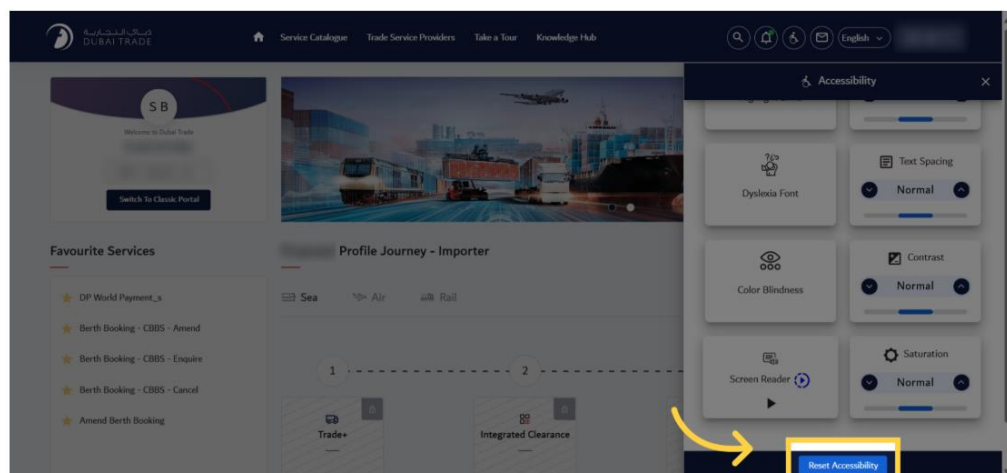 دبي التجارية
DUBAI TRADE
Service Catalogue
Trade Service Providers
Take a Tour
Knowledge Hub
English
S B
Welcome to Dubai Trade
Switch To Classic Portal
Favourite Services
DP World Payment_s
Berth Booking - CBBS - Amend
Berth Booking - CBBS - Enquire
Berth Booking - CBBS - Cancel
Amend Berth Booking
Profile Journey - Importer
Sea
Air
Rail
1
2
Trade+
Integrated Clearance
Accessibility
Dyslexia Font
Text Spacing
Normal
Color Blindness
Contrast
Normal
Screen Reader
Saturation
Normal
Reset Accessibility